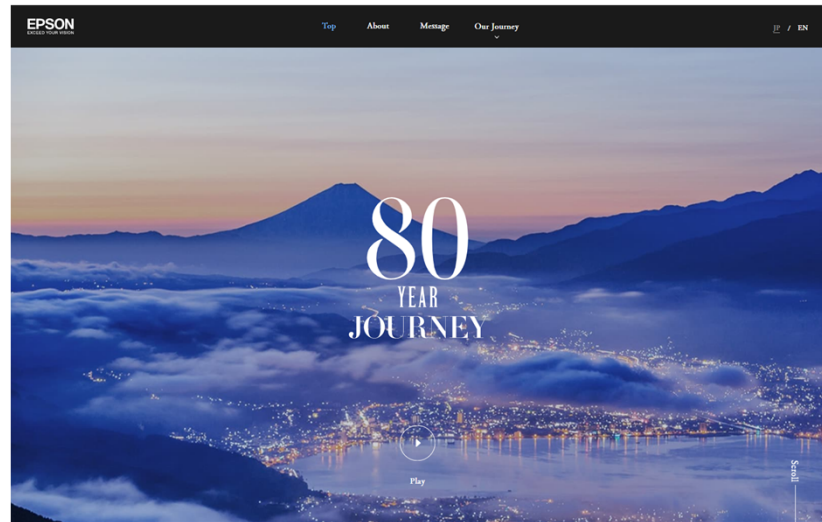 EPSON
EXCEED YOUR VISION
Top
About
Message
Our Journey
JP / EN
80
YEAR
JOURNEY
Play
Scroll